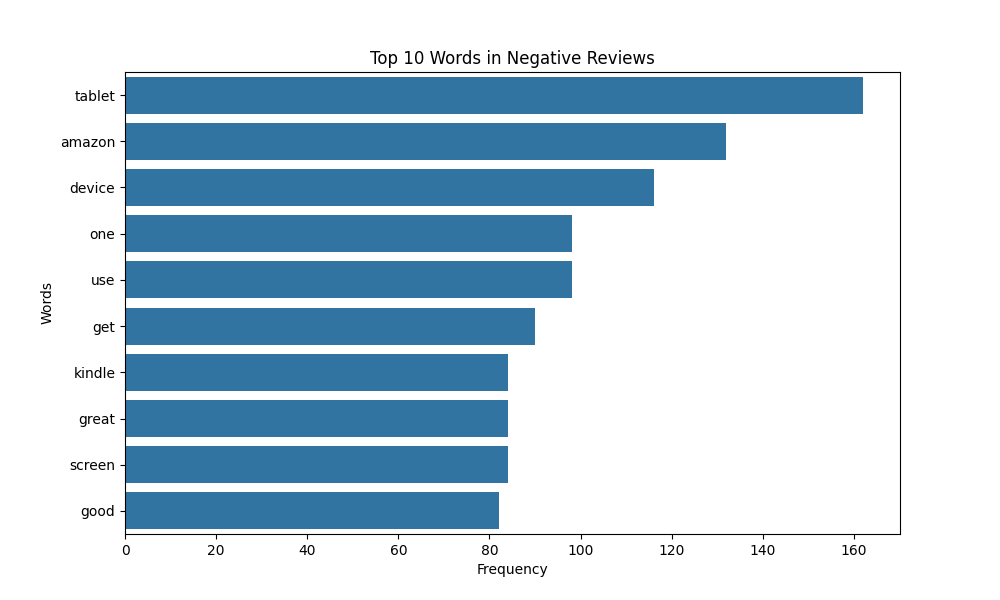 Top 10 Words in Negative Reviews
tablet
amazon
device
one
use
get
kindle
great
screen
good
Words
0 20 40 60 80 100 120 140 160
Frequency